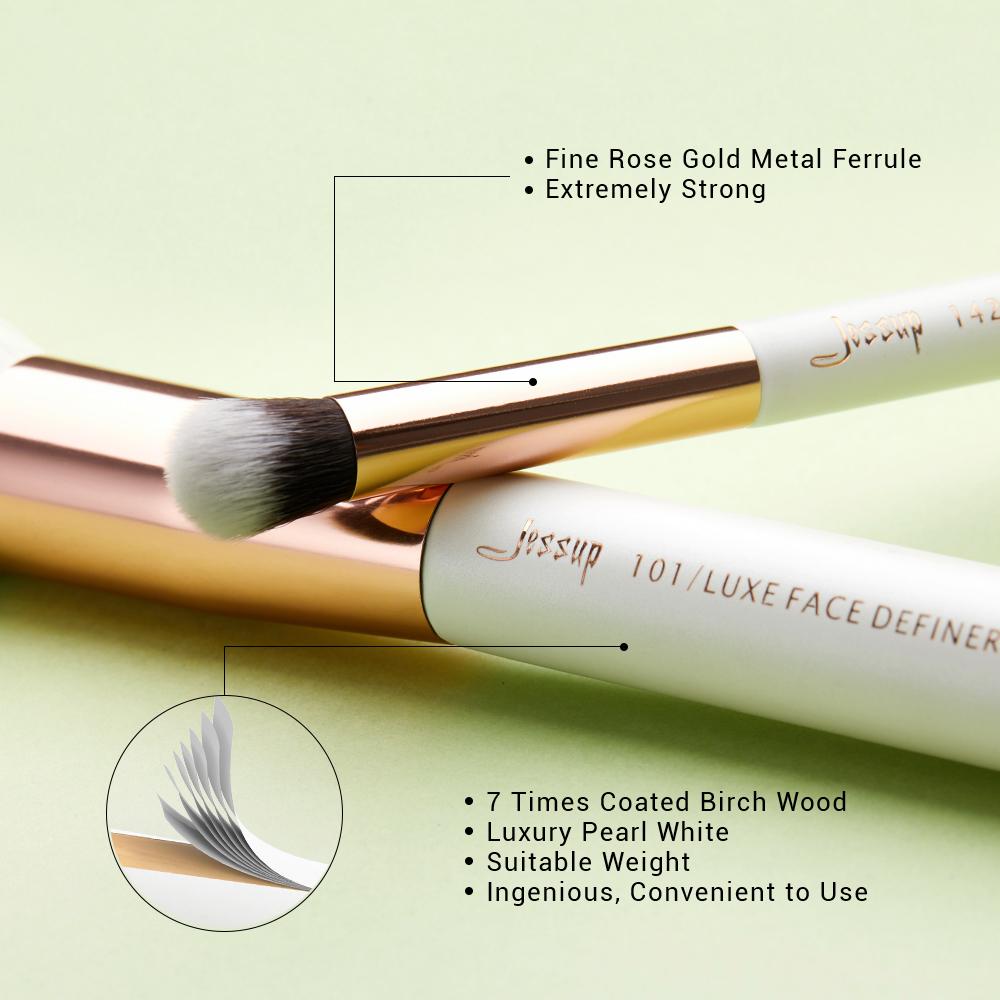 • Fine Rose Gold Metal Ferrule
• Extremely Strong
Jessup 142
Jessup 101/LUXE FACE DEFINER
• 7 Times Coated Birch Wood
• Luxury Pearl White
• Suitable Weight
• Ingenious, Convenient to Use